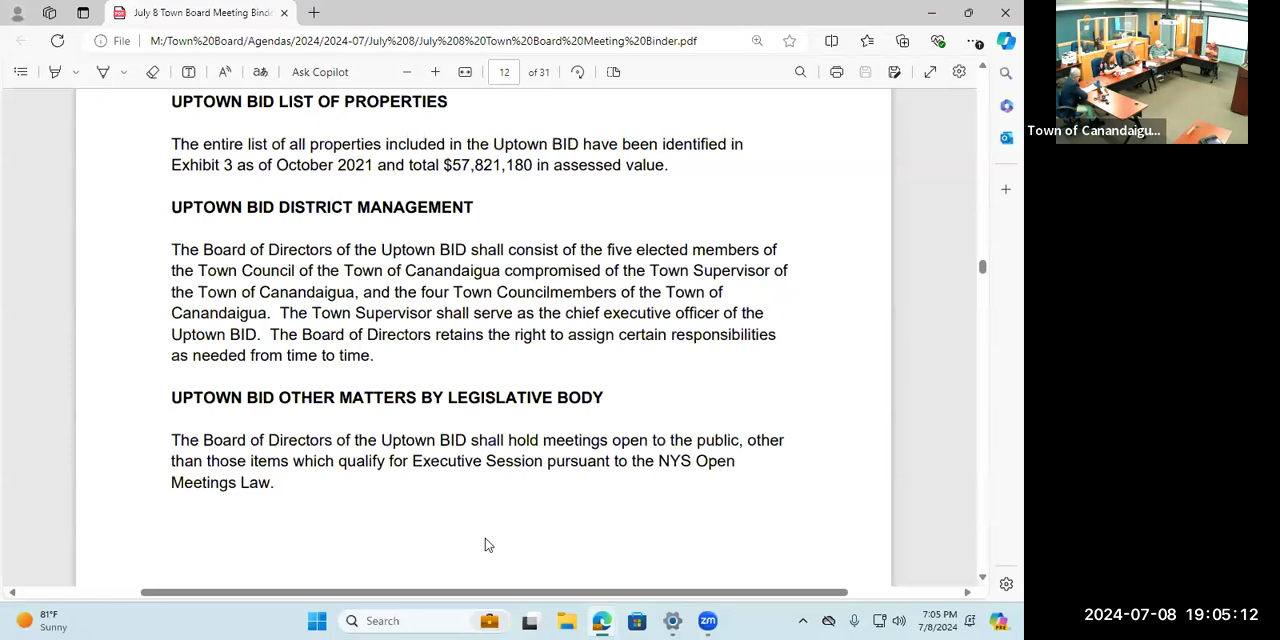 July 8 Town Board Meeting Binde
File
M:/Town%20Board/Agendas/2024/2024-07/July%208/July%208%20Town%20Board%20Meeting%20Binder.pdf
Ask Copilot
12 of 31
UPTOWN BID LIST OF PROPERTIES
The entire list of all properties included in the Uptown BID have been identified in
Exhibit 3 as of October 2021 and total $57,821,180 in assessed value.
UPTOWN BID DISTRICT MANAGEMENT
The Board of Directors of the Uptown BID shall consist of the five elected members of
the Town Council of the Town of Canandaigua compromised of the Town Supervisor of
the Town of Canandaigua, and the four Town Councilmembers of the Town of
Canandaigua. The Town Supervisor shall serve as the chief executive officer of the
Uptown BID. The Board of Directors retains the right to assign certain responsibilities
as needed from time to time.
UPTOWN BID OTHER MATTERS BY LEGISLATIVE BODY
The Board of Directors of the Uptown BID shall hold meetings open to the public, other
than those items which qualify for Executive Session pursuant to the NYS Open
Meetings Law.
Town of Canandaigu...
81°F
Sunny
Search
zm
7:05 PM
7/8/2024
2024-07-08 19:05:12